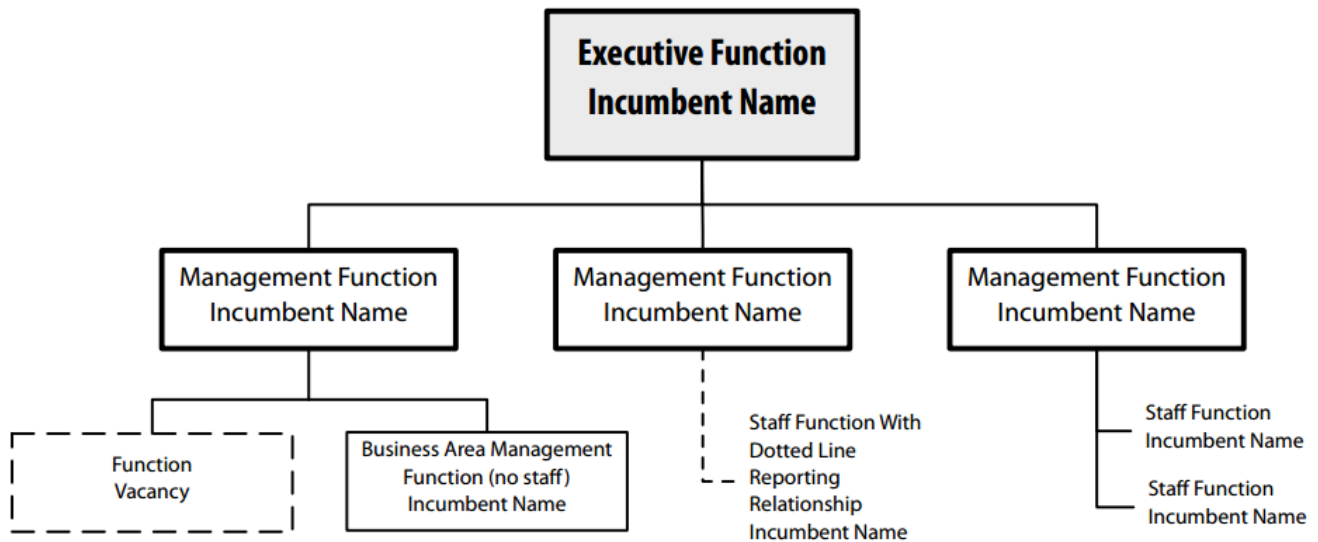 Executive Function
Incumbent Name
Management Function
Incumbent Name
Management Function
Incumbent Name
Management Function
Incumbent Name
Function
Vacancy
Business Area Management
Function (no staff)
Incumbent Name
Staff Function With
Dotted Line
Reporting
Relationship
Incumbent Name
Staff Function
Incumbent Name
Staff Function
Incumbent Name